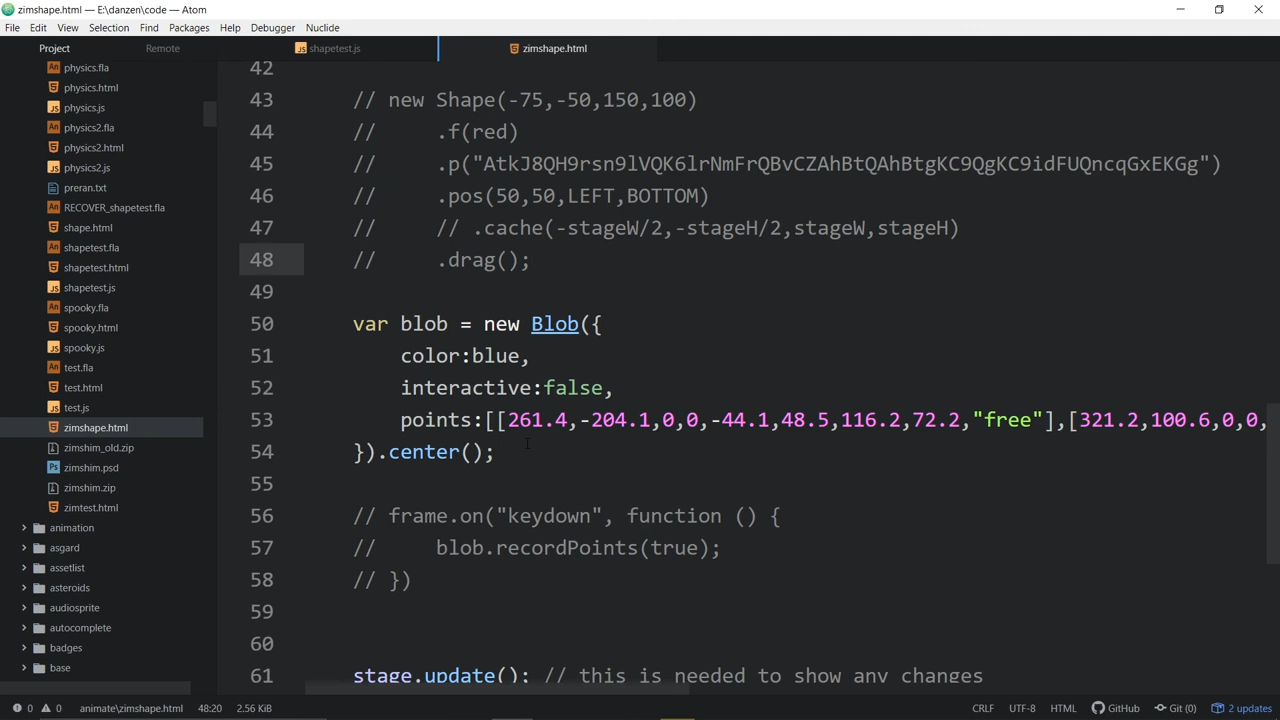 zimshape.html — E:\danzen\code — Atom
File Edit View Selection Find Packages Help Debugger Nuclide
Project Remote shapetest.js zimshape.html
physics.fla
physics.html
physics.js
physics2.fla
physics2.html
physics2.js
preran.txt
RECOVER_shapetest.fla
shape.html
shapetest.fla
shapetest.html
shapetest.js
spooky.fla
spooky.html
spooky.js
test.fla
test.html
test.js
zimshape.html
zimshim_old.zip
zimshim.psd
zimshim.zip
zimtest.html
animation
asgard
assetlist
asteroids
audiosprite
autocomplete
badges
base
42
43 // new Shape(-75,-50,150,100)
44 // .f(red)
45 // .p("AtkJ8QH9rsn9lVQK6lrNmFrQBvCZAhBtQAhBtgKC9QgKC9idFUQncqGxEKGg")
46 // .pos(50,50,LEFT,BOTTOM)
47 // // .cache(-stageW/2,-stageH/2,stageW,stageH)
48 // .drag();
49
50 var blob = new Blob({
51 color:blue,
52 interactive:false,
53 points:[[261.4,-204.1,0,0,-44.1,48.5,116.2,72.2,"free"],[321.2,100.6,0,0,
54 }).center();
55
56 // frame.on("keydown", function () {
57 // blob.recordPoints(true);
58 // })
59
60
61 stage.update(); // this is needed to show any changes
0 0 animate\zimshape.html 48:20 2.56 KiB CRLF UTF-8 HTML GitHub Git (0) 2 updates